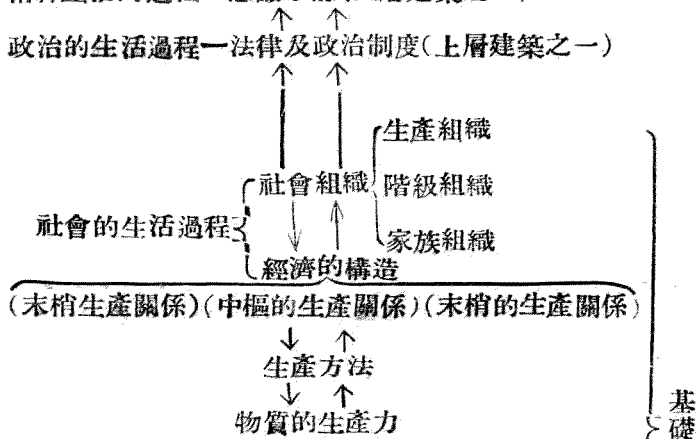 政治的生活過程—法律及政治制度(上層建築之一)
生產組織
社會組織
階級組織
社會的生活過程
家族組織
經濟的構造
(末梢生產關係)(中樞的生產關係)(末梢的生產關係)
生產方法
物質的生產力
基礎